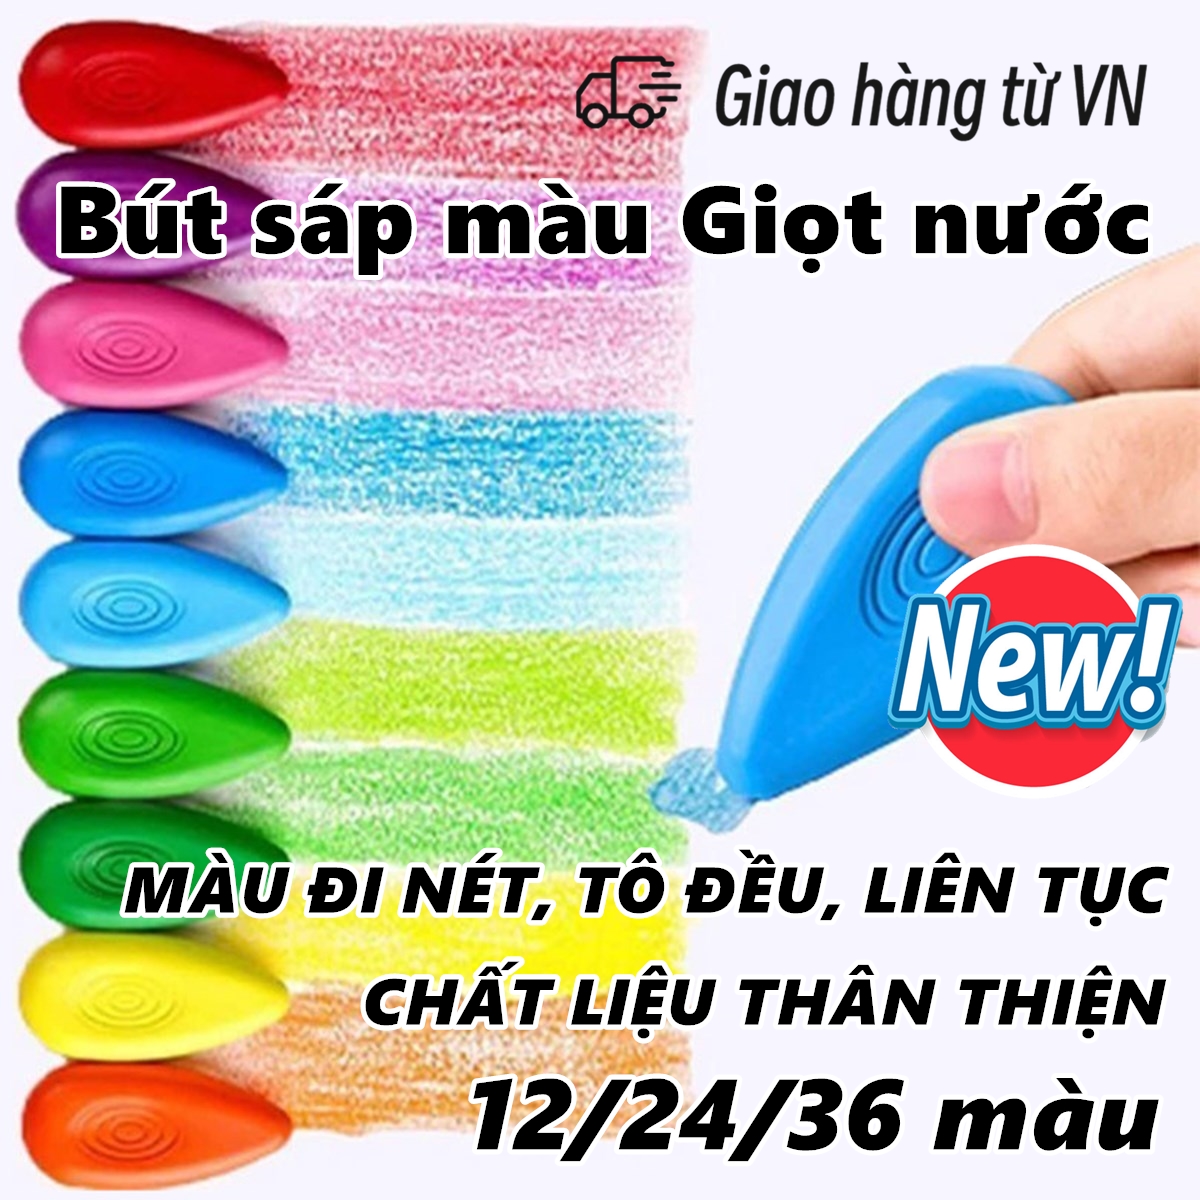 Giao hàng từ VN
Bút sáp màu Giọt nước
New!
MÀU ĐI NÉT, TÔ ĐỀU, LIÊN TỤC
CHẤT LIỆU THÂN THIỆN
12/24/36 màu